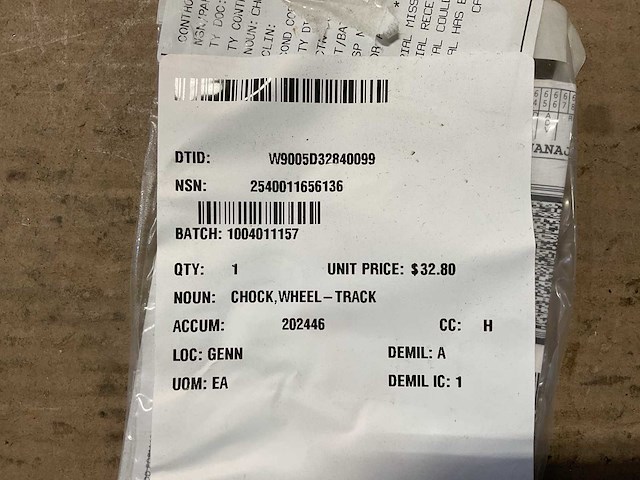 DTID: W9005D32840099
NSN: 2540011656136
BATCH: 1004011157
QTY: 1 UNIT PRICE: $32.80
NOUN: CHOCK,WHEEL-TRACK
ACCUM: 202446 CC: H
LOC: GENN DEMIL: A
UOM: EA DEMIL IC: 1